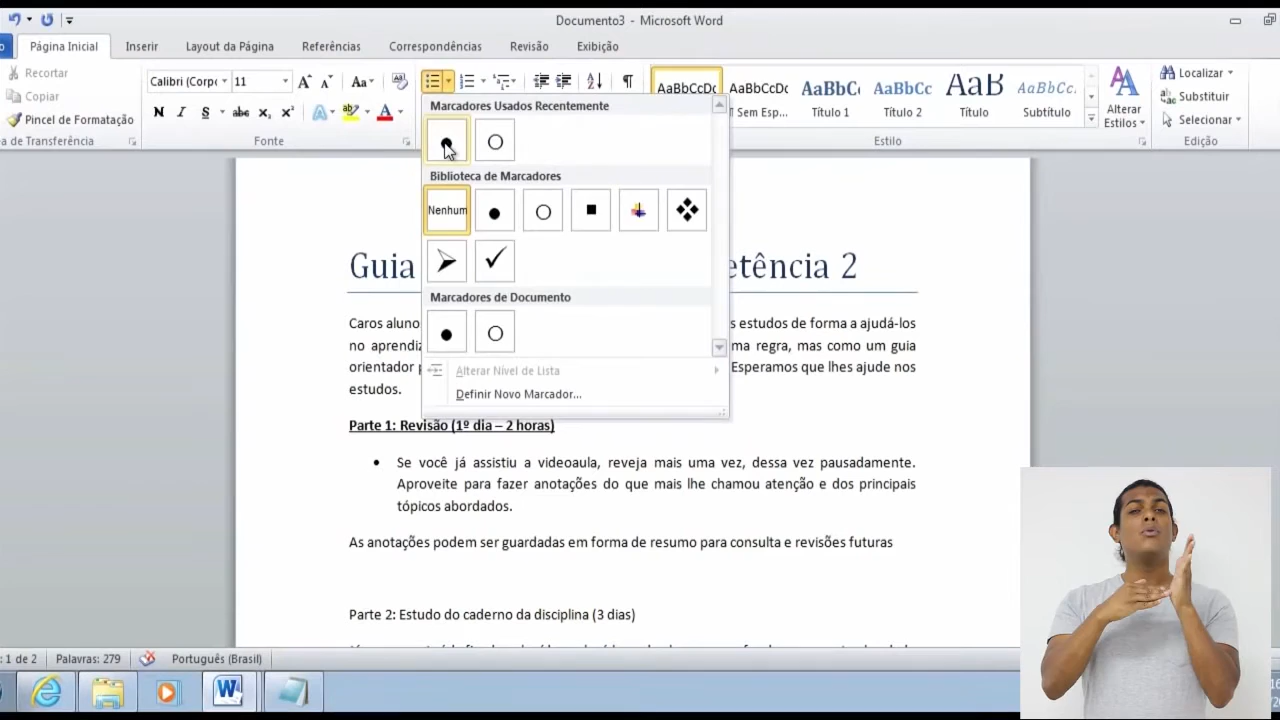 Documento3 - Microsoft Word
Página Inicial
Inserir
Layout da Página
Referências
Correspondências
Revisão
Exibição
Recortar
Copiar
Pincel de Formatação
a de Transferência
Calibri (Corpo
11
Fonte
AaBbCcDc
AaBbCcDc
¶ Sem Esp...
AaBbC
Título 1
AaBbCc
Título 2
AaB
Título
AaBbCc.
Subtítulo
Alterar
Estilos
Estilo
Localizar
Substituir
Selecionar
Edição
Marcadores Usados Recentemente
Biblioteca de Marcadores
Nenhum
Marcadores de Documento
Alterar Nível de Lista
Definir Novo Marcador...
Guia etência 2
Caros aluno s estudos de forma a ajudá-los
no aprendiz ma regra, mas como um guia
orientador p Esperamos que lhes ajude nos
estudos.
Parte 1: Revisão (1º dia – 2 horas)
• Se você já assistiu a videoaula, reveja mais uma vez, dessa vez pausadamente.
Aproveite para fazer anotações do que mais lhe chamou atenção e dos principais
tópicos abordados.
As anotações podem ser guardadas em forma de resumo para consulta e revisões futuras
Parte 2: Estudo do caderno da disciplina (3 dias)
: 1 de 2
Palavras: 279
Português (Brasil)